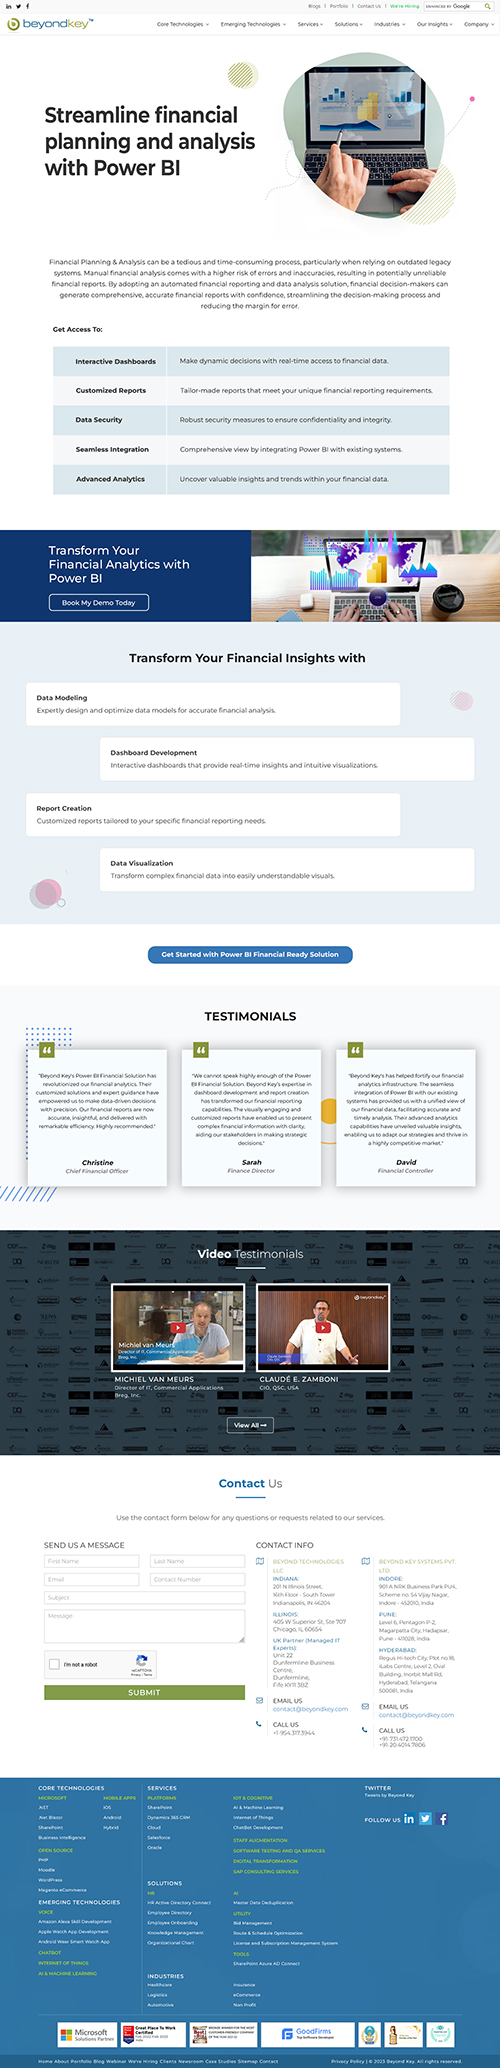 Blogs | Portfolio | Contact Us | We're Hiring
ENHANCED BY Google
beyondkey™
Core Technologies
Emerging Technologies
Services
Solutions
Industries
Our Insights
Company
Streamline financial
planning and analysis
with Power BI
Financial Planning & Analysis can be a tedious and time-consuming process, particularly when relying on outdated legacy
systems. Manual financial analysis comes with a higher risk of errors and inaccuracies, resulting in potentially unreliable
financial reports. By adopting an automated financial reporting and data analysis solution, financial decision-makers can
generate comprehensive, accurate financial reports with confidence, streamlining the decision-making process and
reducing the margin for error.
Get Access To:
Interactive Dashboards
Make dynamic decisions with real-time access to financial data.
Customized Reports
Tailor-made reports that meet your unique financial reporting requirements.
Data Security
Robust security measures to ensure confidentiality and integrity.
Seamless Integration
Comprehensive view by integrating Power BI with existing systems.
Advanced Analytics
Uncover valuable insights and trends within your financial data.
Transform Your
Financial Analytics with
Power BI
Book My Demo Today
Transform Your Financial Insights with
Data Modeling
Expertly design and optimize data models for accurate financial analysis.
Dashboard Development
Interactive dashboards that provide real-time insights and intuitive visualizations.
Report Creation
Customized reports tailored to your specific financial reporting needs.
Data Visualization
Transform complex financial data into easily understandable visuals.
Get Started with Power BI Financial Ready Solution
TESTIMONIALS
"Beyond Key's Power BI Financial Solution has
revolutionized our financial analytics. Their
customized solutions and expert guidance have
empowered us to make data-driven decisions
with precision. Our financial reports are now
accurate, insightful, and delivered with
remarkable efficiency. Highly recommended."
Christine
Chief Financial Officer
"We cannot speak highly enough of the Power
BI Financial Solution. Beyond Key's expertise in
dashboard development and report creation
has transformed our financial reporting
capabilities. The visually engaging and
customized reports have enabled us to present
complex financial information with clarity,
aiding our stakeholders in making strategic
decisions."
Sarah
Finance Director
"Beyond Key's has helped fortify our financial
analytics infrastructure. The seamless
integration of Power BI with our existing
systems has provided us with a unified view of
our financial data, facilitating accurate and
timely analysis. Their advanced analytics
capabilities have unveiled valuable insights,
enabling us to adapt our strategies and thrive in
a highly competitive market."
David
Financial Controller
Video Testimonials
Michiel van Meurs
Director of IT, Commercial Applications
Breg, Inc.
beyondkey
MICHIEL VAN MEURS
Director of IT, Commercial Applications
Breg, Inc.
CLAUDÉ E. ZAMBONI
CIO, QSC, USA
View All
Contact Us
Use the contact form below for any questions or requests related to our services.
SEND US A MESSAGE
First Name
Last Name
Email
Contact Number
Subject
Message
I'm not a robot
reCAPTCHA
Privacy - Terms
SUBMIT
CONTACT INFO
BEYOND TECHNOLOGIES
LLC
INDIANA:
201 N Illinois Street,
16th Floor - South Tower
Indianapolis, IN 46204
ILLINOIS:
405 W Superior St, Ste 707
Chicago, IL 60654
UK Partner (Managed IT
Experts):
Unit 22
Dunfermline Business
Centre,
Dunfermline,
Fife KY11 3BZ
EMAIL US
contact@beyondkey.com
CALL US
+1-954.317.3944
BEYOND KEY SYSTEMS PVT.
LTD.
INDORE:
901 A NRK Business Park PU4,
Scheme no. 54 Vijay Nagar,
Indore - 452010, India
PUNE:
Level 6, Pentagon P-2,
Magarpatta City, Hadapsar,
Pune - 411028, India
HYDERABAD:
Regus Hi-tech City, Plot no.18,
iLabs Centre, Level 2, Oval
Building, Inorbit Mall Rd,
Hyderabad, Telangana
500081, India
EMAIL US
contact@beyondkey.com
CALL US
+91-731.472.1700
+91-20.4014.7806
CORE TECHNOLOGIES
MICROSOFT
.NET
.Net Blazor
SharePoint
Business Intelligence
MOBILE APPS
iOS
Android
Hybrid
OPEN SOURCE
PHP
Moodle
WordPress
Magento eCommerce
EMERGING TECHNOLOGIES
VOICE
Amazon Alexa Skill Development
Apple Watch App Development
Android Wear Smart Watch App
CHATBOT
INTERNET OF THINGS
AI & MACHINE LEARNING
SERVICES
PLATFORMS
SharePoint
Dynamics 365 CRM
Cloud
Salesforce
Oracle
IOT & COGNITIVE
AI & Machine Learning
Internet of Things
ChatBot Development
STAFF AUGMENTATION
SOFTWARE TESTING AND QA SERVICES
DIGITAL TRANSFORMATION
SAP CONSULTING SERVICES
SOLUTIONS
HR
HR Active Directory Connect
Employee Directory
Employee Onboarding
Knowledge Management
Organizational Chart
AI
Master Data Deduplication
UTILITY
Bid Management
Route & Schedule Optimization
License and Subscription Management System
TOOLS
SharePoint Azure AD Connect
INDUSTRIES
Healthcare
Logistics
Automotive
Insurance
eCommerce
Non Profit
TWITTER
Tweets by Beyond Key
FOLLOW US
Microsoft
Solutions Partner
Great Place To Work
Certified
GoodFirms
Top Software Developer
Home About Portfolio Blog Webinar We're Hiring Clients Newsroom Case Studies Sitemap Contact
Privacy Policy | © 2023 Beyond Key. All rights reserved.